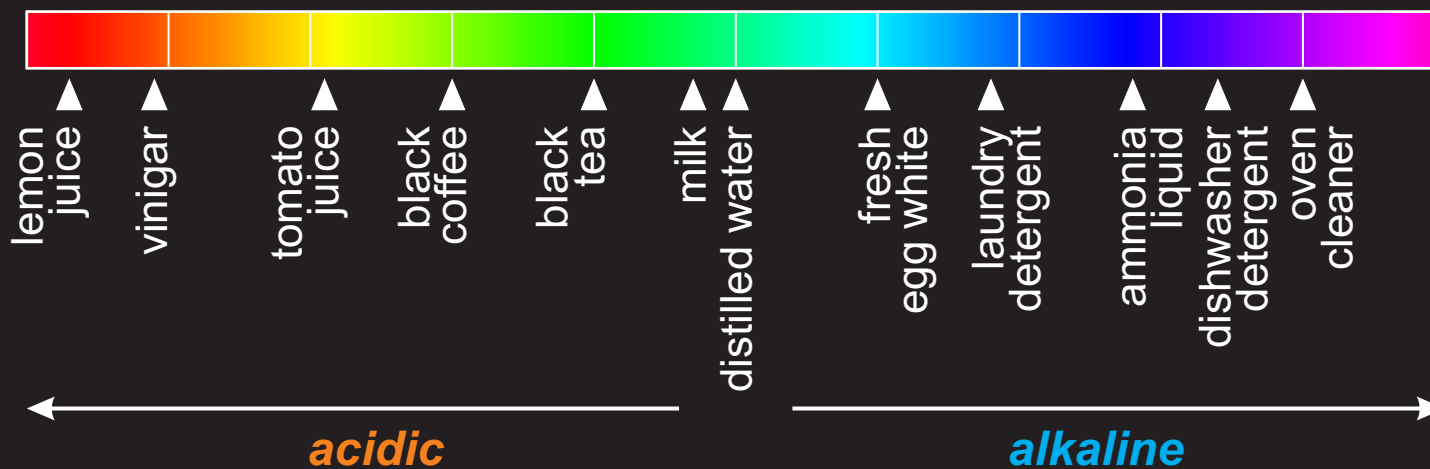 lemon
juice
vinigar
tomato
juice
black
coffee
black
tea
milk
distilled water
fresh
egg white
laundry
detergent
ammonia
liquid
dishwasher
detergent
oven
cleaner
acidic
alkaline